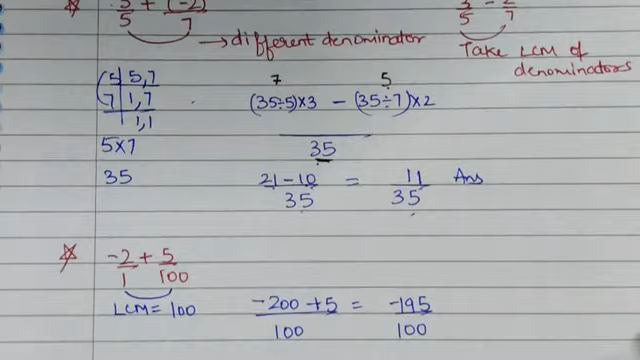 3/5 + (-2)/7
3/5 - 2/7
→ different denominator
Take LCM of denominators
5 | 5,7
7 | 1,7
1,1
5×7
35
7 5
(35÷5)×3 - (35÷7)×2
35
21-10/35 = 11/35 Ans
-2/1 + 5/100
LCM = 100
-200+5/100 = -195/100